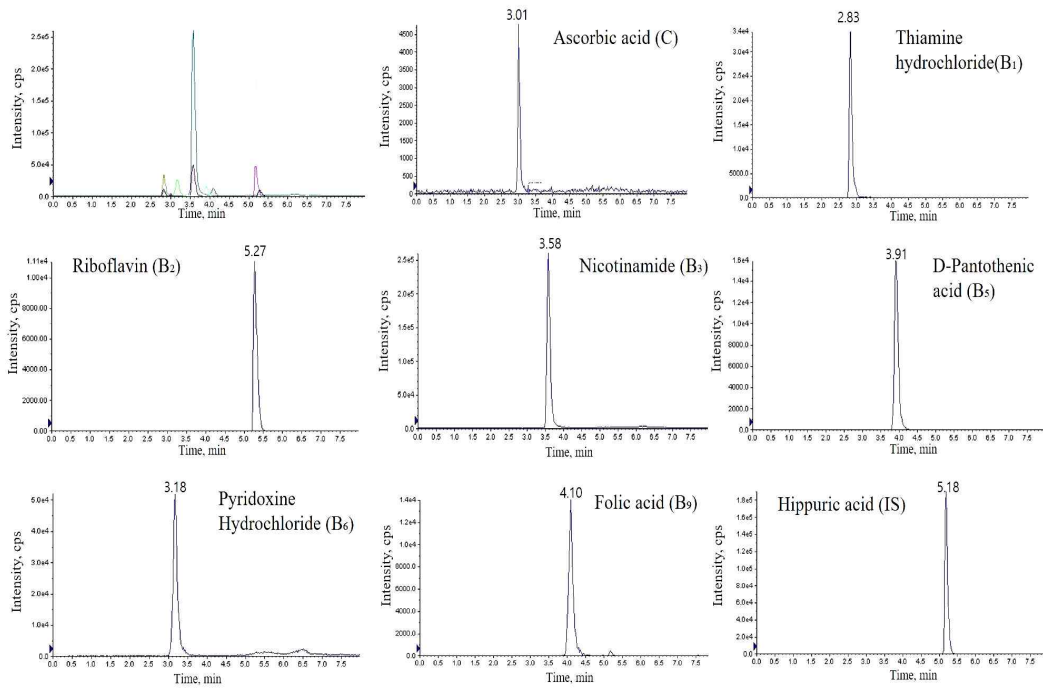 Intensity, cps
2.5e5
2.0e5
1.5e5
1.0e5
5.0e4
0.0
0.0 0.5 1.0 1.5 2.0 2.5 3.0 3.5 4.0 4.5 5.0 5.5 6.0 6.5 7.0 7.5
Time, min
3.01
Ascorbic acid (C)
Intensity, cps
4500
4000
3500
3000
2500
2000
1500
1000
500
0
0.0 0.5 1.0 1.5 2.0 2.5 3.0 3.5 4.0 4.5 5.0 5.5 6.0 6.5 7.0 7.5
Time, min
2.83
Thiamine
hydrochloride(B₁)
Intensity, cps
3.4e4
3.0e4
2.5e4
2.0e4
1.5e4
1.0e4
5000.0
0.0
0.0 0.5 1.0 1.5 2.0 2.5 3.0 3.5 4.0 4.5 5.0 5.5 6.0 6.5 7.0 7.5
Time, min
5.27
Riboflavin (B₂)
Intensity, cps
1.11e4
1.00e4
8000.00
6000.00
4000.00
2000.00
0.00
0.0 0.5 1.0 1.5 2.0 2.5 3.0 3.5 4.0 4.5 5.0 5.5 6.0 6.5 7.0 7.5
Time, min
3.58
Nicotinamide (B₃)
Intensity, cps
2.6e5
2.0e5
1.5e5
1.0e5
5.0e4
0.0
0.0 0.5 1.0 1.5 2.0 2.5 3.0 3.5 4.0 4.5 5.0 5.5 6.0 6.5 7.0 7.5
Time, min
3.91
D-Pantothenic
acid (B₅)
Intensity, cps
1.6e4
1.4e4
1.2e4
1.0e4
8000.0
6000.0
4000.0
2000.0
0.0
0.0 0.5 1.0 1.5 2.0 2.5 3.0 3.5 4.0 4.5 5.0 5.5 6.0 6.5 7.0 7.5
Time, min
3.18
Pyridoxine
Hydrochloride (B₆)
Intensity, cps
5.0e4
4.0e4
3.0e4
2.0e4
1.0e4
0.0
0.0 0.5 1.0 1.5 2.0 2.5 3.0 3.5 4.0 4.5 5.0 5.5 6.0 6.5 7.0 7.5
Time, min
4.10
Folic acid (B₉)
Intensity, cps
1.4e4
1.2e4
1.0e4
8000.0
6000.0
4000.0
2000.0
0.0
0.0 0.5 1.0 1.5 2.0 2.5 3.0 3.5 4.0 4.5 5.0 5.5 6.0 6.5 7.0 7.5
Time, min
5.18
Hippuric acid (IS)
Intensity, cps
1.6e5
1.4e5
1.2e5
1.0e5
8.0e4
6.0e4
4.0e4
2.0e4
0.0
0.0 0.5 1.0 1.5 2.0 2.5 3.0 3.5 4.0 4.5 5.0 5.5 6.0 6.5 7.0 7.5
Time, min